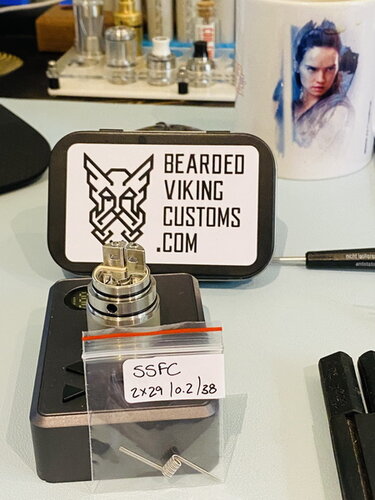 BEARDED
VIKING
CUSTOMS
.COM
SSFC
2x29/0.2/38